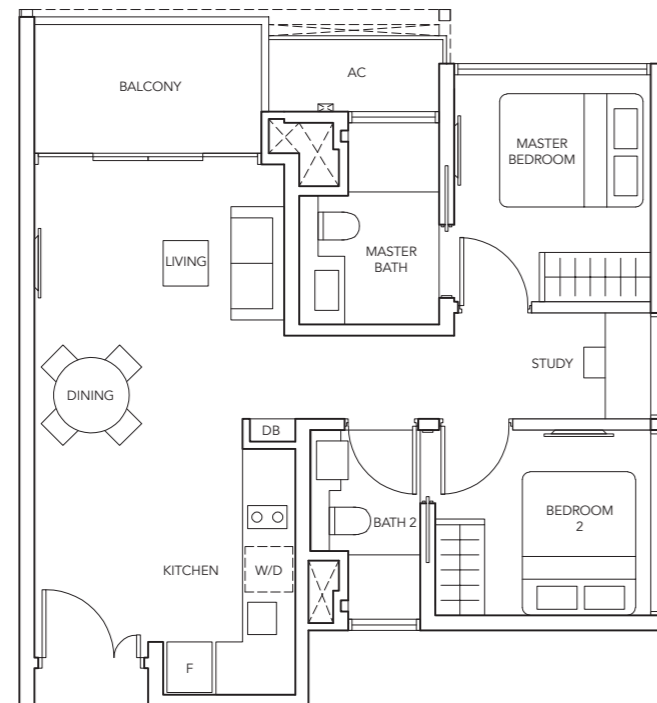 BALCONY
AC
MASTER
BEDROOM
MASTER
BATH
LIVING
STUDY
DINING
DB
BEDROOM
2
BATH 2
KITCHEN
W/D
F